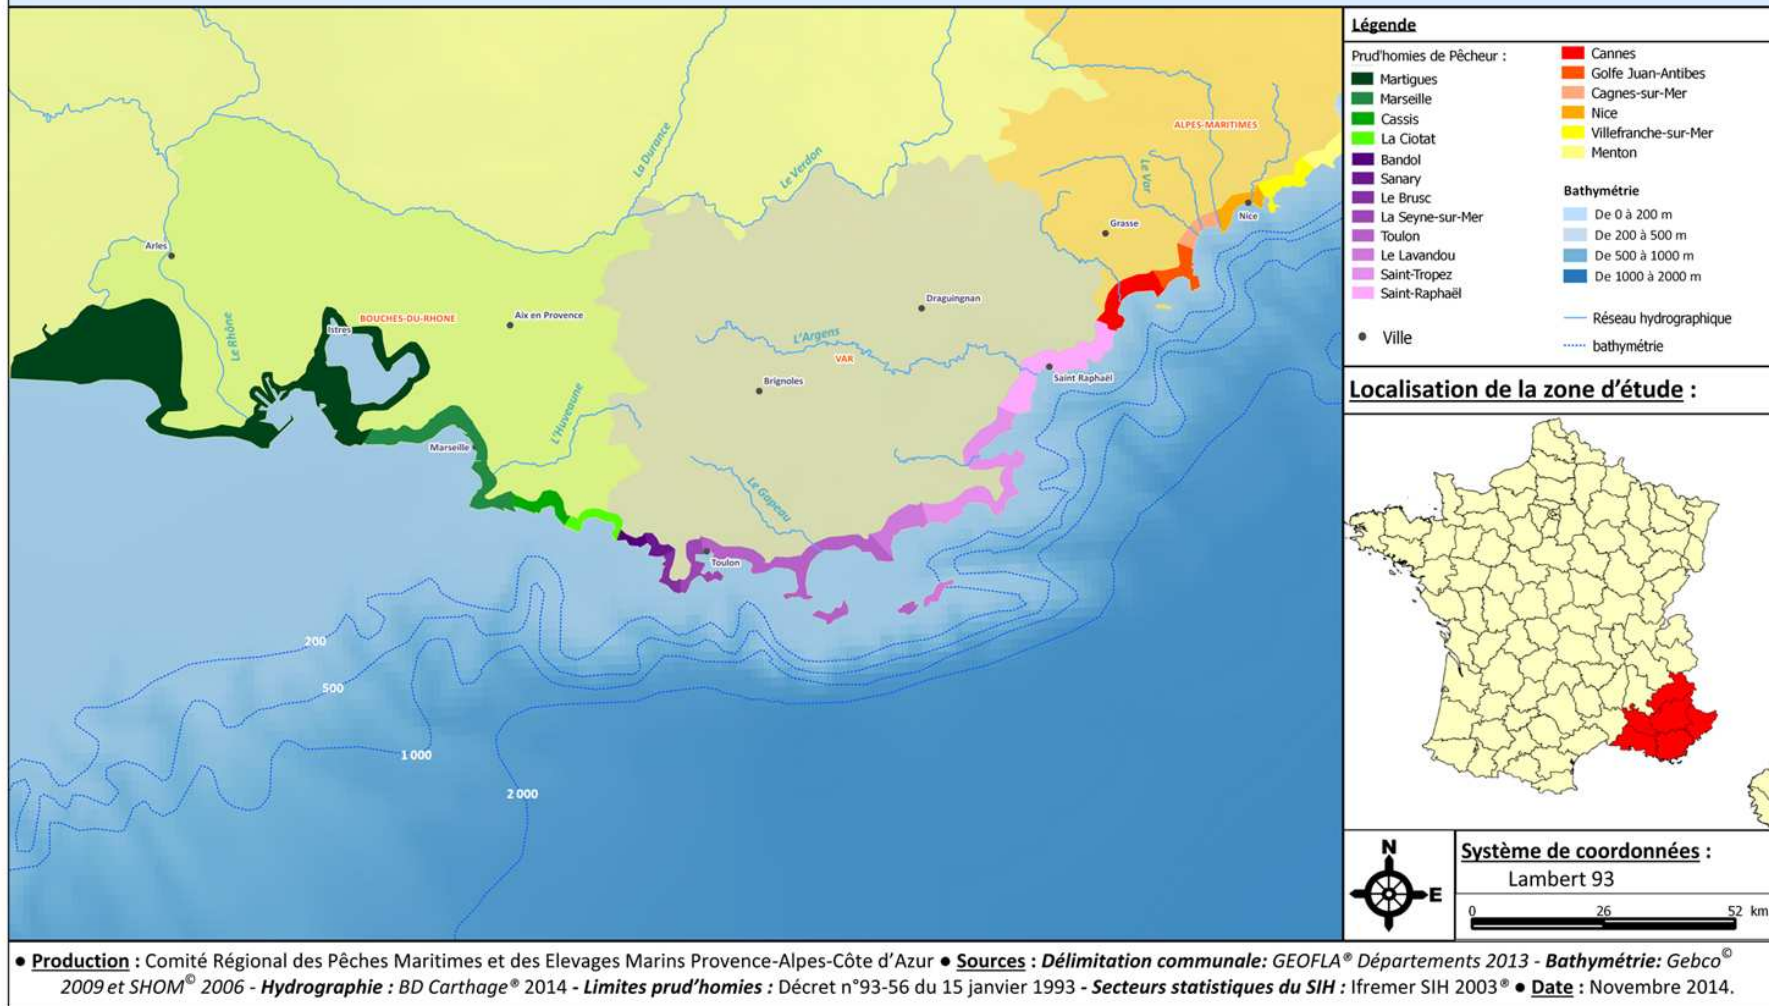 Légende
Prud'homies de Pêcheur :
Martigues
Marseille
Cassis
La Ciotat
Bandol
Sanary
Le Brusc
La Seyne-sur-Mer
Toulon
Le Lavandou
Saint-Tropez
Saint-Raphaël
Ville
Cannes
Golfe Juan-Antibes
Cagnes-sur-Mer
Nice
Villefranche-sur-Mer
Menton
Bathymétrie
De 0 à 200 m
De 200 à 500 m
De 500 à 1000 m
De 1000 à 2000 m
Réseau hydrographique
bathymétrie
La Durance
Le Verdon
ALPES-MARITIMES
Le Var
Nice
Grasse
Arles
Le Rhône
Istres
BOUCHES-DU-RHONE
Aix en Provence
Draguingnan
L'Argens
VAR
Brignoles
Saint Raphaël
L'Huveaune
Marseille
Le Gapeau
Toulon
200
500
1 000
2 000
Localisation de la zone d'étude :
N
E
Système de coordonnées :
Lambert 93
0 26 52 km
● Production : Comité Régional des Pêches Maritimes et des Elevages Marins Provence-Alpes-Côte d'Azur ● Sources : Délimitation communale: GEOFLA® Départements 2013 - Bathymétrie: Gebco©
2009 et SHOM© 2006 - Hydrographie : BD Carthage® 2014 - Limites prud'homies : Décret n°93-56 du 15 janvier 1993 - Secteurs statistiques du SIH : Ifremer SIH 2003® ● Date : Novembre 2014.